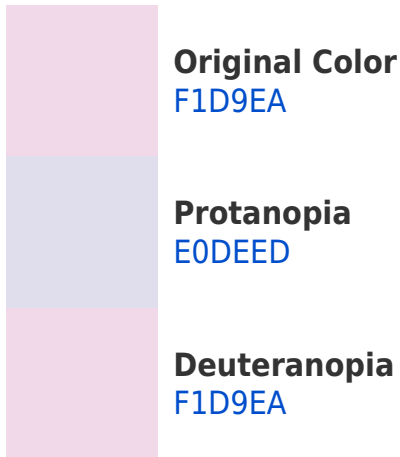 Original Color
F1D9EA
Protanopia
E0DEED
Deuteranopia
F1D9EA